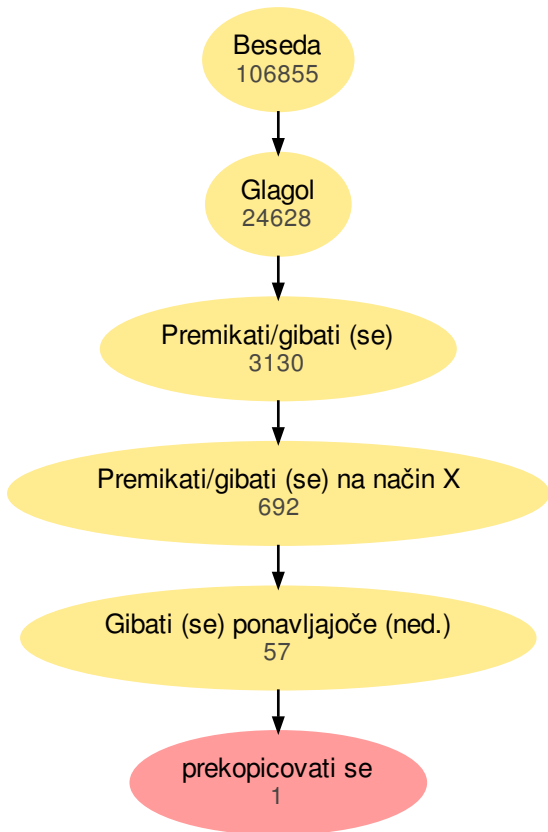 Beseda
106855
Glagol
24628
Premikati/gibati (se)
3130
Premikati/gibati (se) na način X
692
Gibati (se) ponavljajoče (ned.)
57
prekopicovati se
1